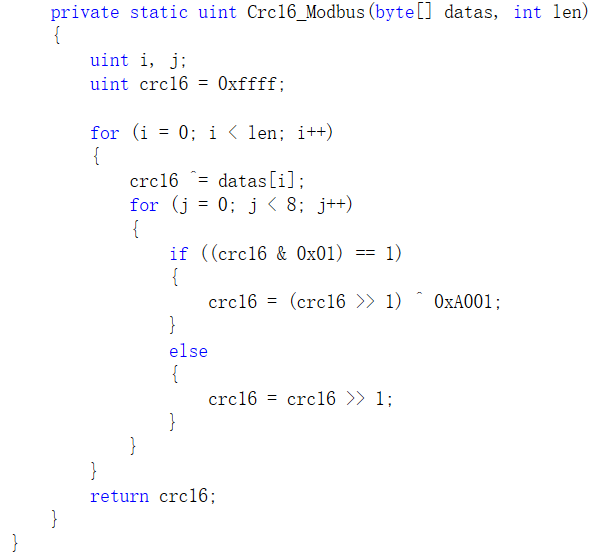 private static uint Crc16_Modbus(byte[] datas, int len)
{
uint i, j;
uint crc16 = 0xffff;
for (i = 0; i < len; i++)
{
crc16 ^= datas[i];
for (j = 0; j < 8; j++)
{
if ((crc16 & 0x01) == 1)
{
crc16 = (crc16 >> 1) ^ 0xA001;
}
else
{
crc16 = crc16 >> 1;
}
}
}
return crc16;
}
}